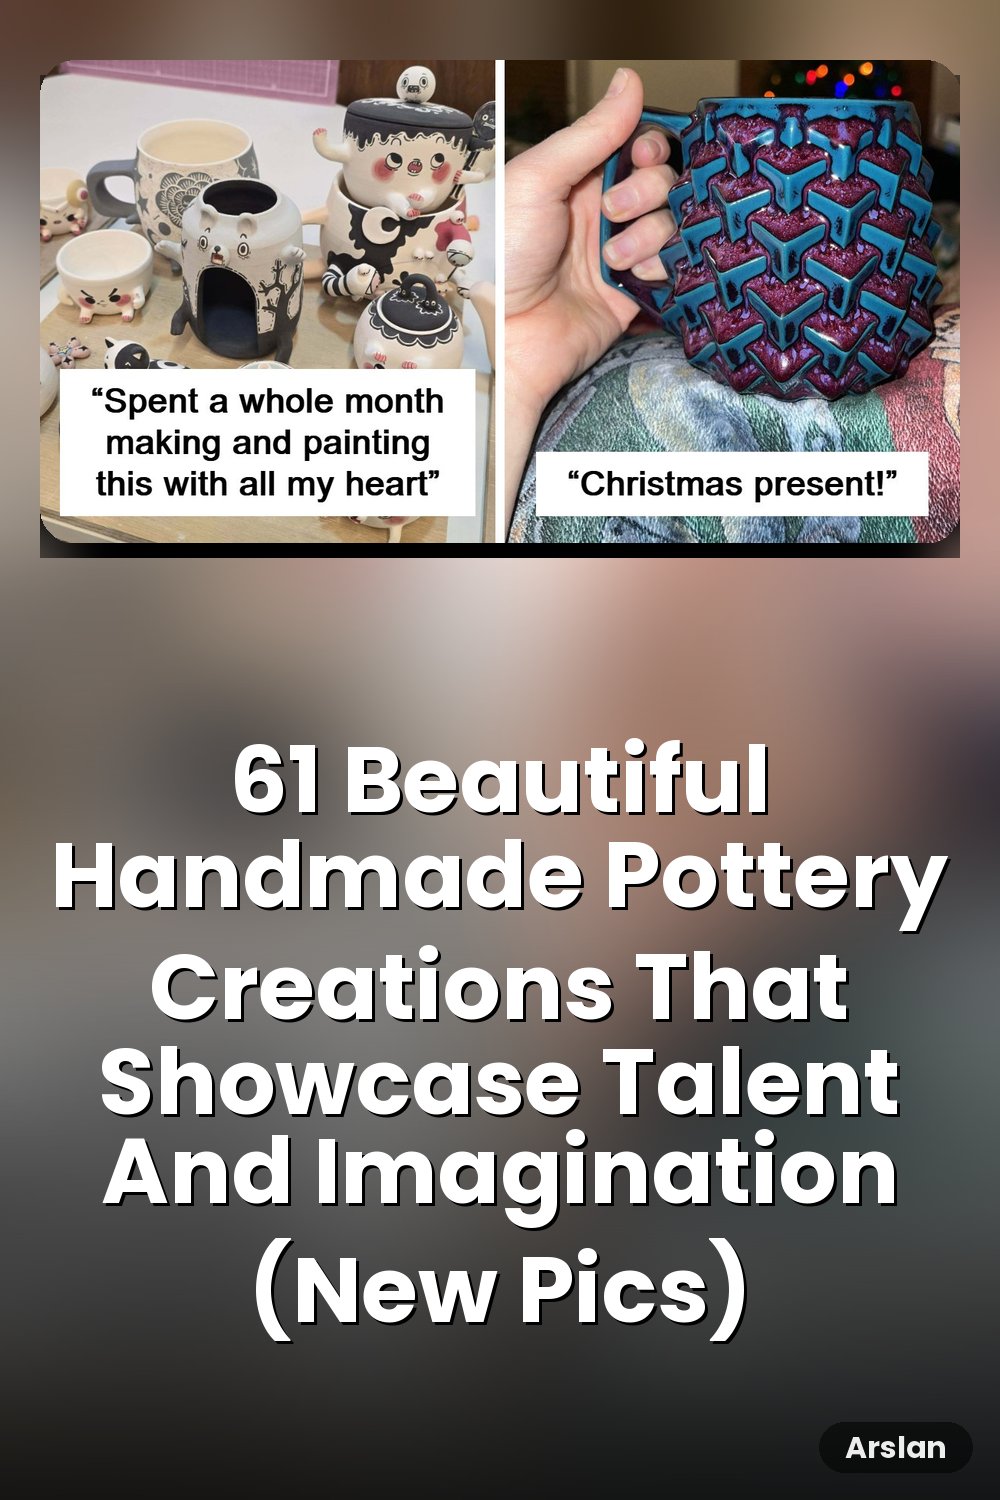 “Spent a whole month
making and painting
this with all my heart”
“Christmas present!”
61 Beautiful
Handmade Pottery
Creations That
Showcase Talent
And Imagination
(New Pics)
Arslan